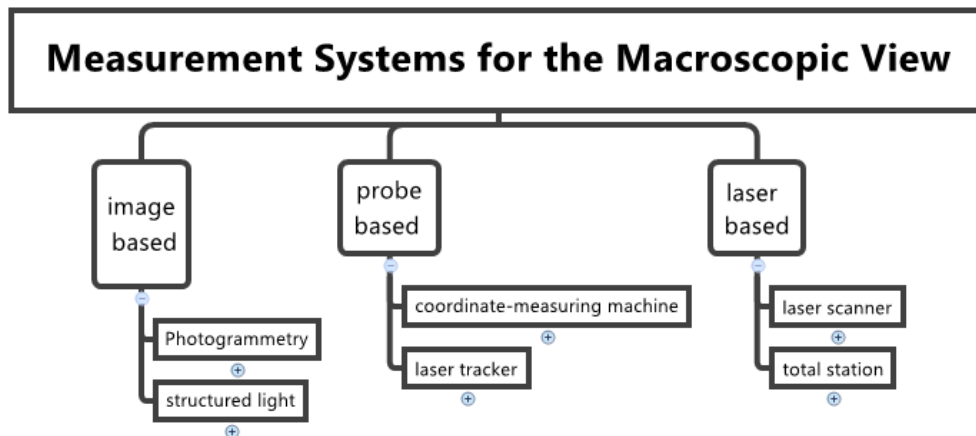 Measurement Systems for the Macroscopic View
image
based
Photogrammetry
structured light
probe
based
coordinate-measuring machine
laser tracker
laser
based
laser scanner
total station